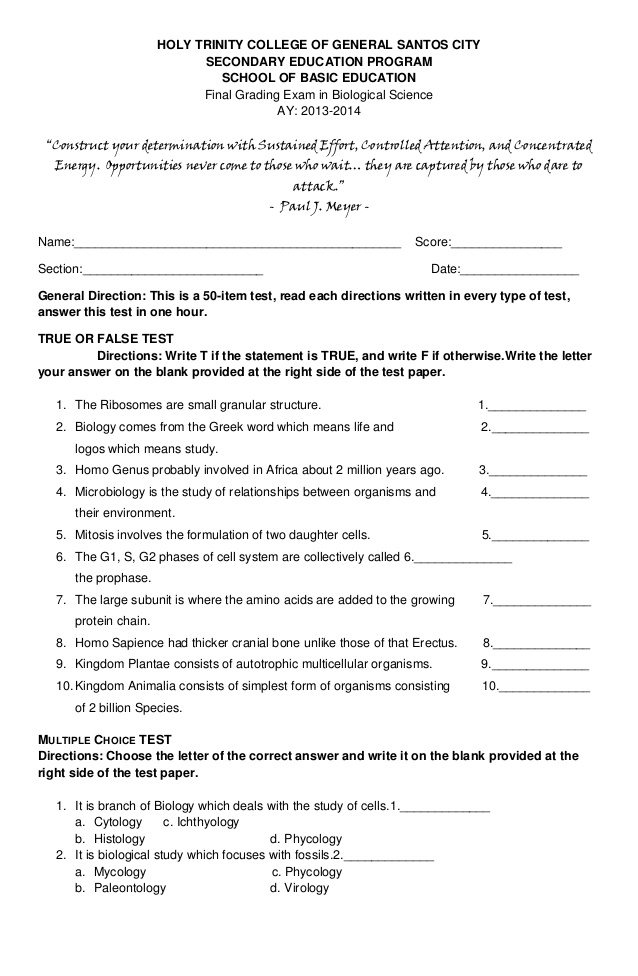 HOLY TRINITY COLLEGE OF GENERAL SANTOS CITY
SECONDARY EDUCATION PROGRAM
SCHOOL OF BASIC EDUCATION
Final Grading Exam in Biological Science
AY: 2013-2014
“Construct your determination with Sustained Effort, Controlled Attention, and Concentrated
Energy. Opportunities never come to those who wait... they are captured by those who dare to
attack.”
- Paul J. Meyer -
Name:_______________________________________________ Score:________________
Section:__________________________ Date:_________________
General Direction: This is a 50-item test, read each directions written in every type of test,
answer this test in one hour.
TRUE OR FALSE TEST
Directions: Write T if the statement is TRUE, and write F if otherwise.Write the letter
your answer on the blank provided at the right side of the test paper.
1. The Ribosomes are small granular structure. 1.______________
2. Biology comes from the Greek word which means life and 2.______________
logos which means study.
3. Homo Genus probably involved in Africa about 2 million years ago. 3.______________
4. Microbiology is the study of relationships between organisms and 4.______________
their environment.
5. Mitosis involves the formulation of two daughter cells. 5.______________
6. The G1, S, G2 phases of cell system are collectively called 6.______________
the prophase.
7. The large subunit is where the amino acids are added to the growing 7.______________
protein chain.
8. Homo Sapience had thicker cranial bone unlike those of that Erectus. 8.______________
9. Kingdom Plantae consists of autotrophic multicellular organisms. 9.______________
10. Kingdom Animalia consists of simplest form of organisms consisting 10._____________
of 2 billion Species.
MULTIPLE CHOICE TEST
Directions: Choose the letter of the correct answer and write it on the blank provided at the
right side of the test paper.
1. It is branch of Biology which deals with the study of cells.1._____________
a. Cytology c. Ichthyology
b. Histology d. Phycology
2. It is biological study which focuses with fossils.2._____________
a. Mycology c. Phycology
b. Paleontology d. Virology